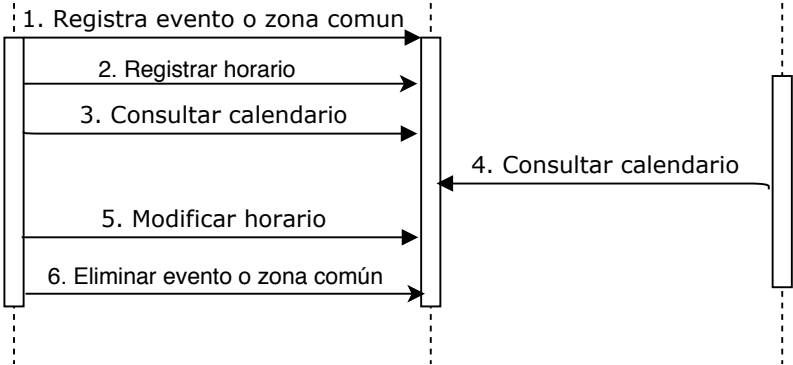 1. Registra evento o zona comun
2. Registrar horario
3. Consultar calendario
4. Consultar calendario
5. Modificar horario
6. Eliminar evento o zona común